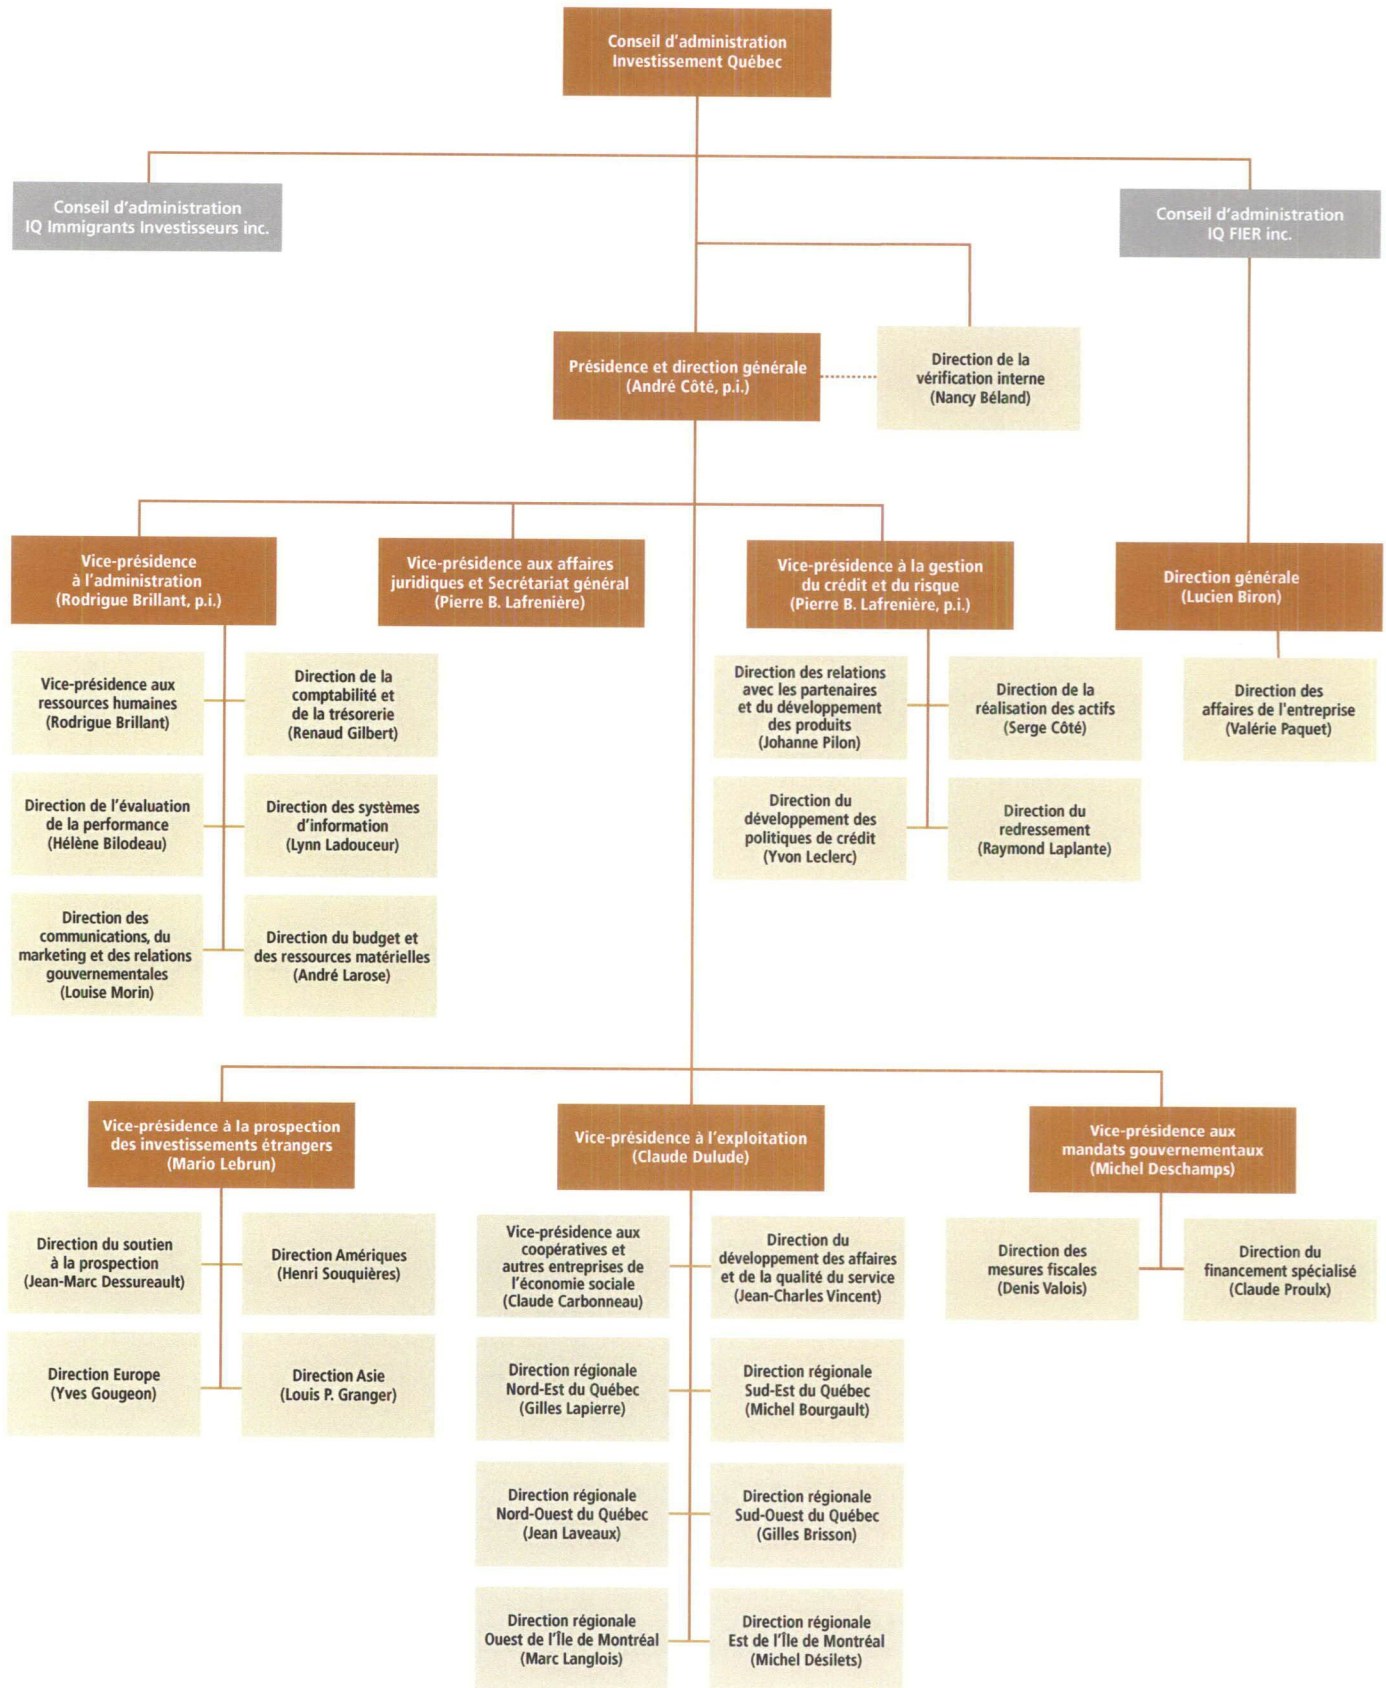 Conseil d'administration
Investissement Québec
Conseil d'administration
IQ Immigrants Investisseurs inc.
Conseil d'administration
IQ FIER inc.
Présidence et direction générale
(André Côté, p.i.)
Direction de la
vérification interne
(Nancy Béland)
Vice-présidence
à l'administration
(Rodrigue Brillant, p.i.)
Vice-présidence aux affaires
juridiques et Secrétariat général
(Pierre B. Lafrenière)
Vice-présidence à la gestion
du crédit et du risque
(Pierre B. Lafrenière, p.i.)
Direction générale
(Lucien Biron)
Vice-présidence aux
ressources humaines
(Rodrigue Brillant)
Direction de la
comptabilité et
de la trésorerie
(Renaud Gilbert)
Direction des relations
avec les partenaires
et du développement
des produits
(Johanne Pilon)
Direction de la
réalisation des actifs
(Serge Côté)
Direction des
affaires de l'entreprise
(Valérie Paquet)
Direction de l'évaluation
de la performance
(Hélène Bilodeau)
Direction des systèmes
d'information
(Lynn Ladouceur)
Direction du
développement des
politiques de crédit
(Yvon Leclerc)
Direction du
redressement
(Raymond Laplante)
Direction des
communications, du
marketing et des relations
gouvernementales
(Louise Morin)
Direction du budget et
des ressources matérielles
(André Larose)
Vice-présidence à la prospection
des investissements étrangers
(Mario Lebrun)
Vice-présidence à l'exploitation
(Claude Dulude)
Vice-présidence aux
mandats gouvernementaux
(Michel Deschamps)
Direction du soutien
à la prospection
(Jean-Marc Dessureault)
Direction Amériques
(Henri Souquières)
Vice-présidence aux
coopératives et
autres entreprises de
l'économie sociale
(Claude Carbonneau)
Direction du
développement des affaires
et de la qualité du service
(Jean-Charles Vincent)
Direction des
mesures fiscales
(Denis Valois)
Direction du
financement spécialisé
(Claude Proulx)
Direction Europe
(Yves Gougeon)
Direction Asie
(Louis P. Granger)
Direction régionale
Nord-Est du Québec
(Gilles Lapierre)
Direction régionale
Sud-Est du Québec
(Michel Bourgault)
Direction régionale
Nord-Ouest du Québec
(Jean Laveaux)
Direction régionale
Sud-Ouest du Québec
(Gilles Brisson)
Direction régionale
Ouest de l'Île de Montréal
(Marc Langlois)
Direction régionale
Est de l'Île de Montréal
(Michel Désilets)